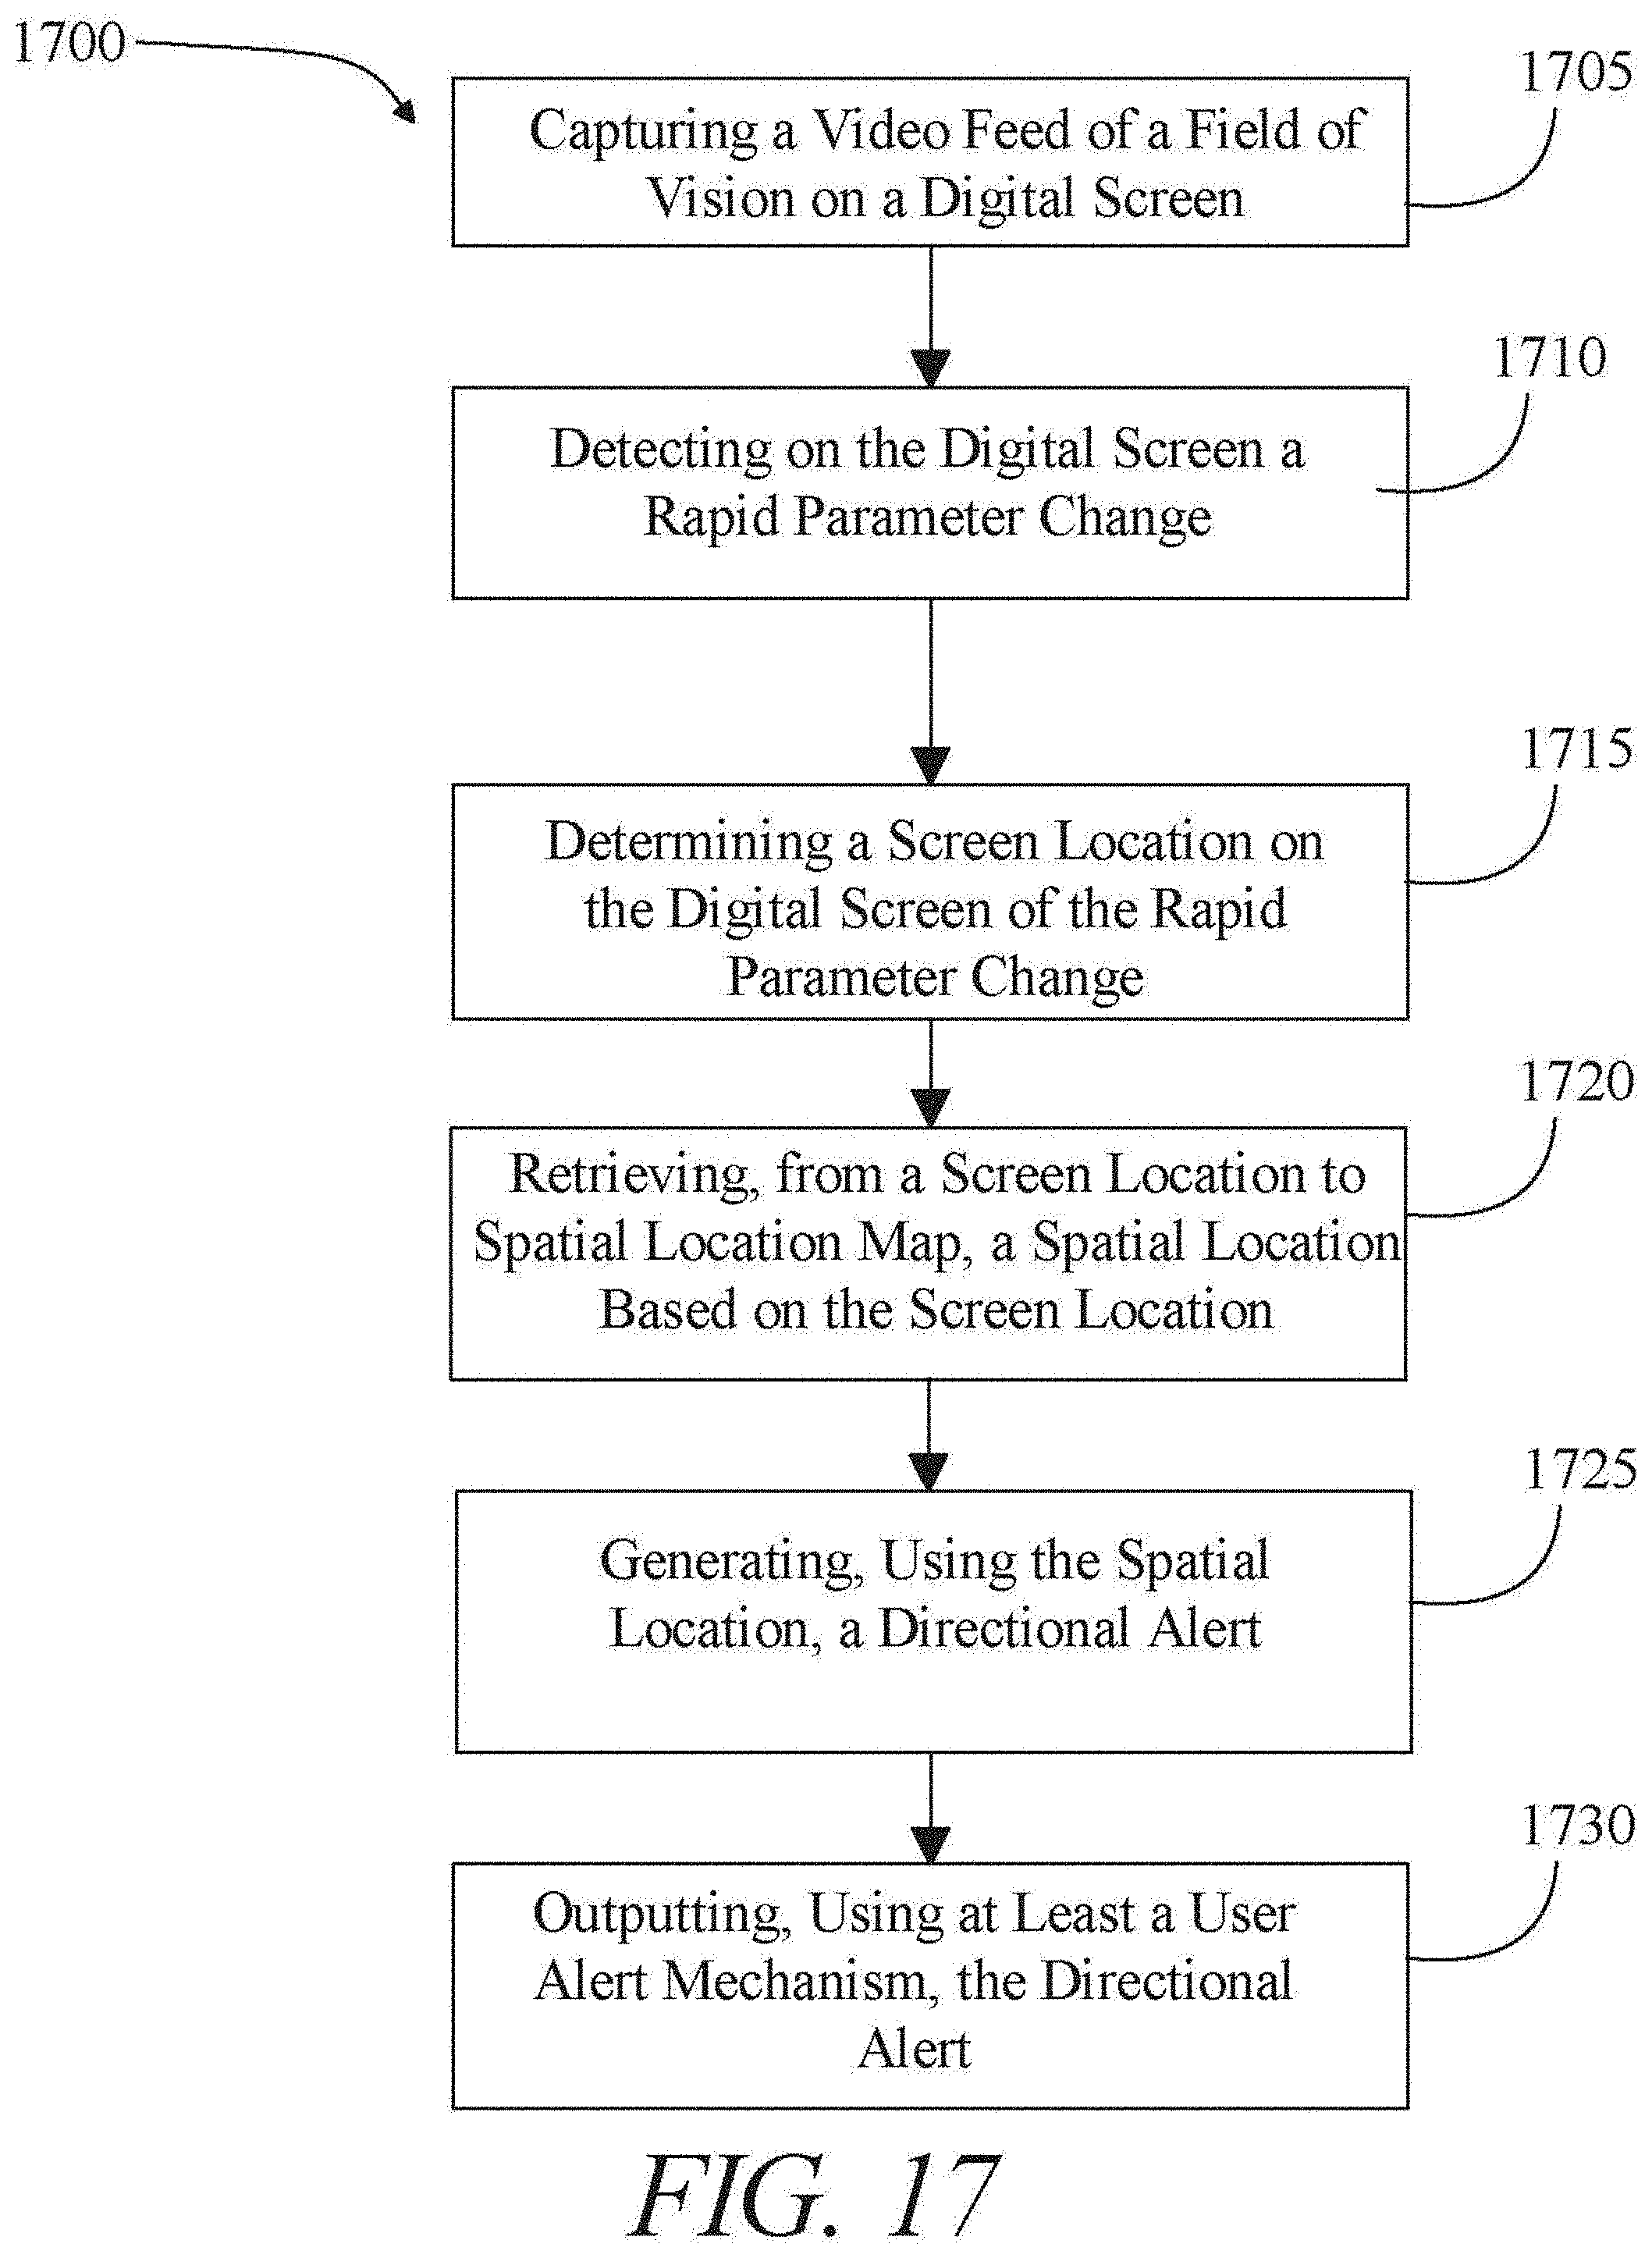 1700
1705
Capturing a Video Feed of a Field of
Vision on a Digital Screen
1710
Detecting on the Digital Screen a
Rapid Parameter Change
1715
Determining a Screen Location on
the Digital Screen of the Rapid
Parameter Change
1720
Retrieving, from a Screen Location to
Spatial Location Map, a Spatial Location
Based on the Screen Location
1725
Generating, Using the Spatial
Location, a Directional Alert
1730
Outputting, Using at Least a User
Alert Mechanism, the Directional
Alert
FIG. 17